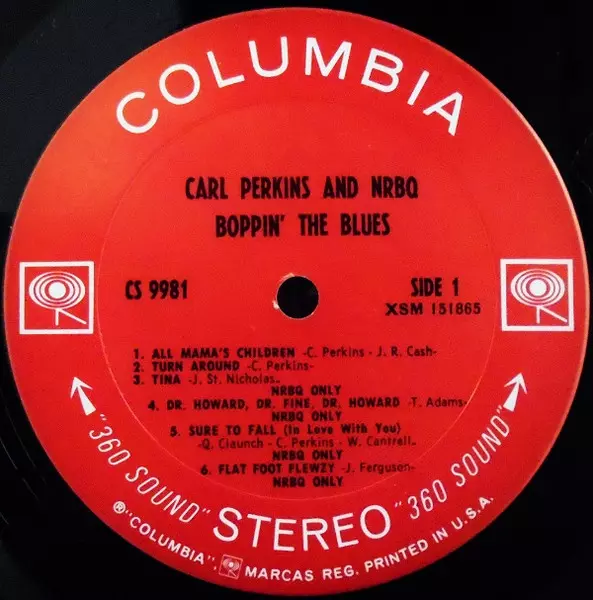 COLUMBIA
CARL PERKINS AND NRBQ
BOPPIN' THE BLUES
CS 9981
SIDE 1
XSM 151865
1. ALL MAMA'S CHILDREN -C. Perkins - J. R. Cash-
2. TURN AROUND -C. Perkins-
3. TINA -J. St. Nicholas..
NRBQ ONLY
4. DR. HOWARD, DR. FINE, DR. HOWARD -T. Adams-
NRBQ ONLY
5. SURE TO FALL (In Love With You)
-Q. Claunch - C. Perkins - W. Cantrell..
6. FLAT FOOT FLEWZY -J. Ferguson-
NRBQ ONLY
"360 SOUND" STEREO "360 SOUND"
®"COLUMBIA", MARCAS REG. PRINTED IN U.S.A.